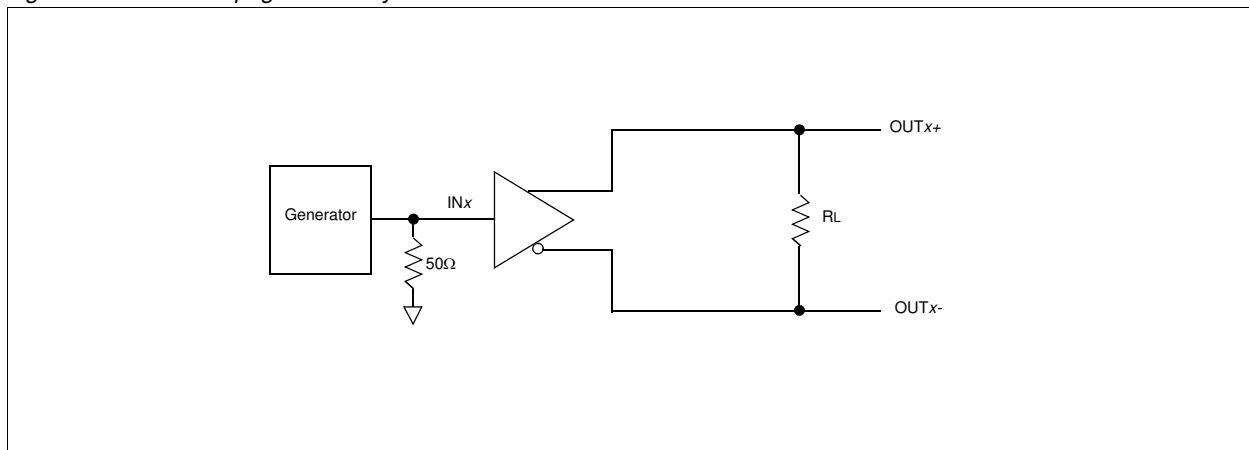 OUTx+
Generator
INx
RL
50Ω
OUTx-